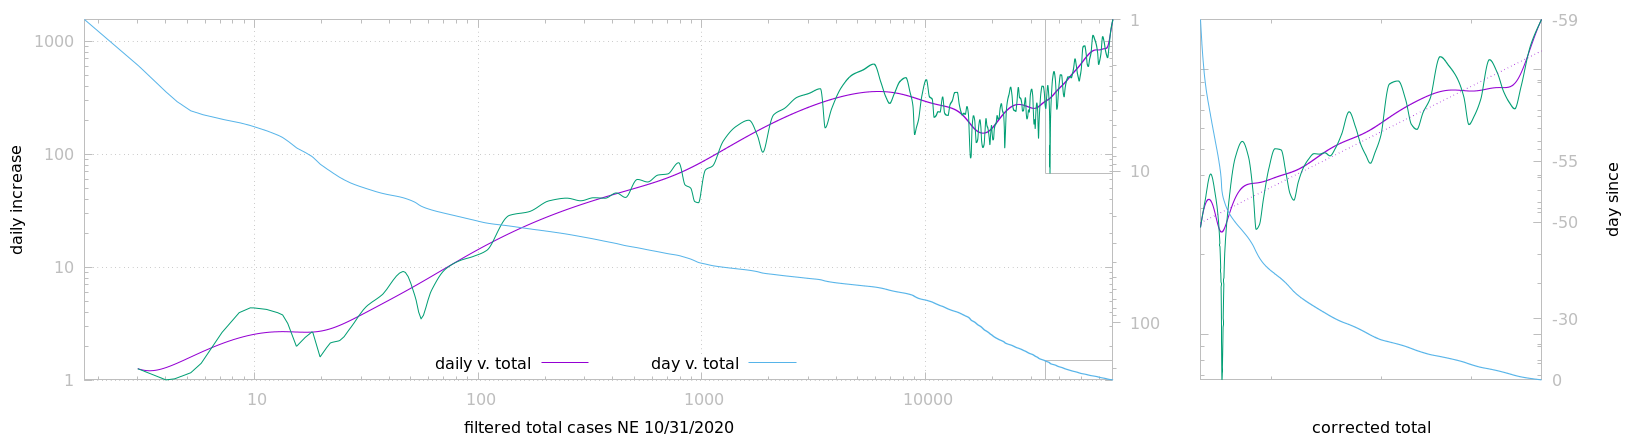 1000
100
10
1
daily increase
daily v. total
day v. total
10
100
1000
10000
filtered total cases NE 10/31/2020
1
10
100
-59
-55
-50
-30
0
day since
corrected total